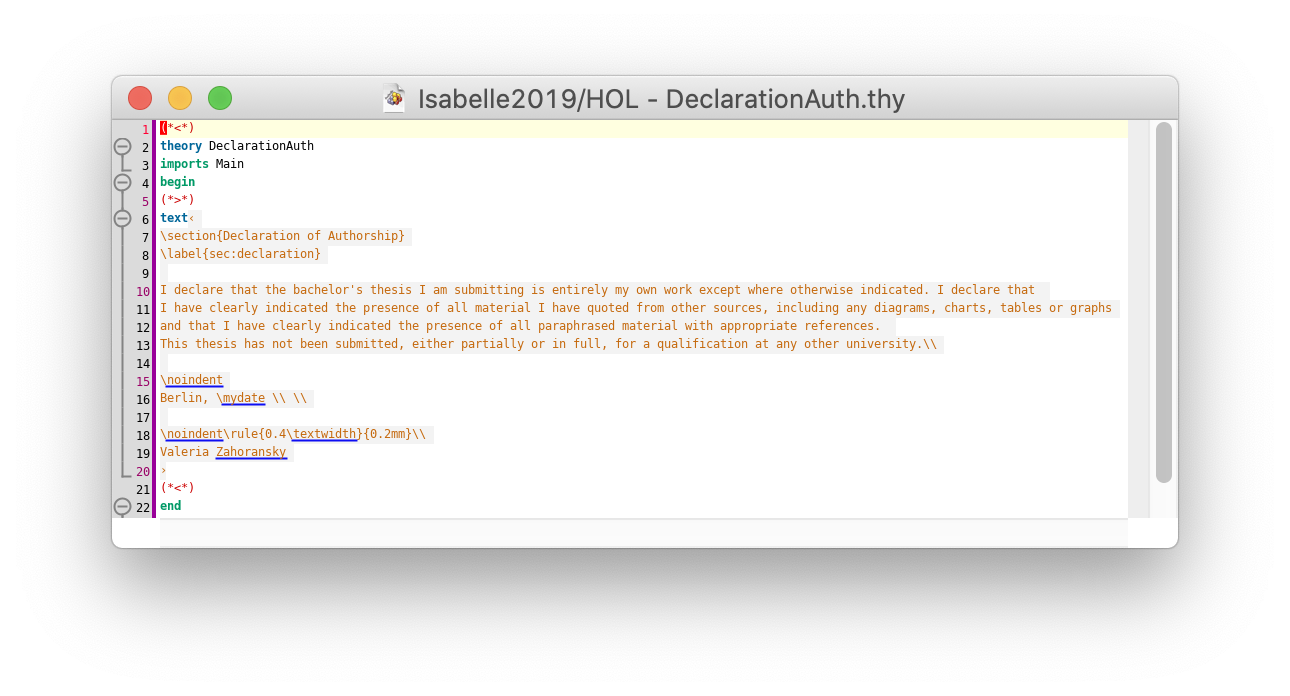 Isabelle2019/HOL - DeclarationAuth.thy
1 (*<*)
2 theory DeclarationAuth
3 imports Main
4 begin
5 (*>*)
6 text‹
7 \section{Declaration of Authorship}
8 \label{sec:declaration}
9
10 I declare that the bachelor's thesis I am submitting is entirely my own work except where otherwise indicated. I declare that
11 I have clearly indicated the presence of all material I have quoted from other sources, including any diagrams, charts, tables or graphs
12 and that I have clearly indicated the presence of all paraphrased material with appropriate references.
13 This thesis has not been submitted, either partially or in full, for a qualification at any other university.\\
14
15 \noindent
16 Berlin, \mydate \\ \\
17
18 \noindent\rule{0.4\textwidth}{0.2mm}\\
19 Valeria Zahoransky
20 ›
21 (*<*)
22 end